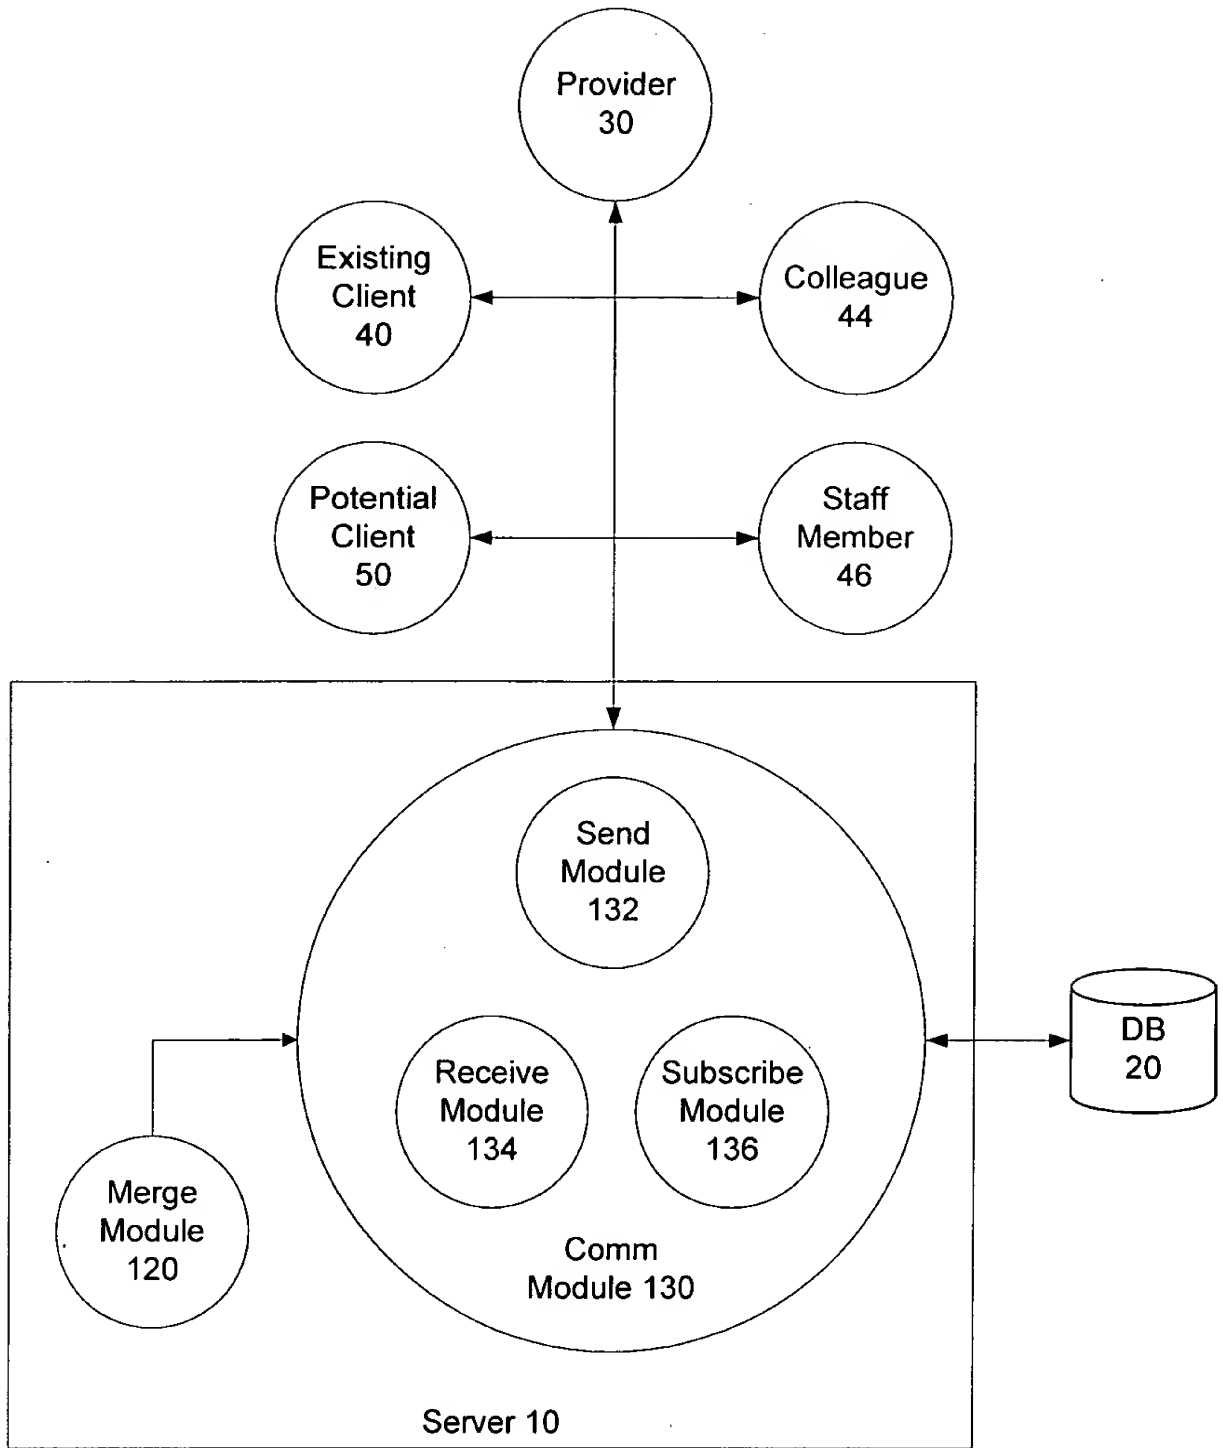 Provider
30
Existing
Client
40
Colleague
44
Potential
Client
50
Staff
Member
46
Send
Module
132
Receive
Module
134
Subscribe
Module
136
DB
20
Merge
Module
120
Comm
Module 130
Server 10